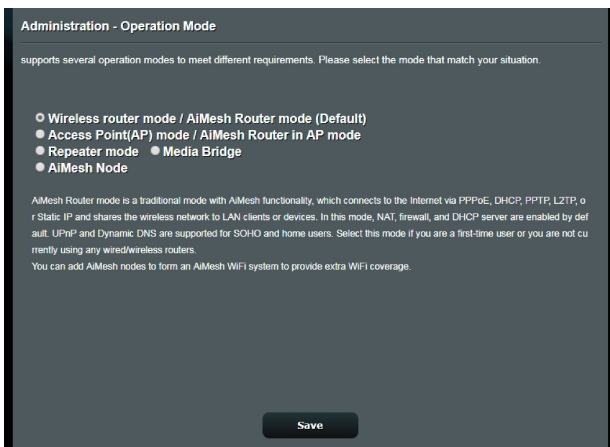 Administration - Operation Mode
supports several operation modes to meet different requirements. Please select the mode that match your situation.
Wireless router mode / AiMesh Router mode (Default)
Access Point(AP) mode / AiMesh Router in AP mode
Repeater mode Media Bridge
AiMesh Node
AiMesh Router mode is a traditional mode with AiMesh functionality, which connects to the Internet via PPPoE, DHCP, PPTP, L2TP, o
r Static IP and shares the wireless network to LAN clients or devices. In this mode, NAT, firewall, and DHCP server are enabled by def
ault. UPnP and Dynamic DNS are supported for SOHO and home users. Select this mode if you are a first-time user or you are not cu
rrently using any wired/wireless routers.
You can add AiMesh nodes to form an AiMesh WiFi system to provide extra WiFi coverage.
Save